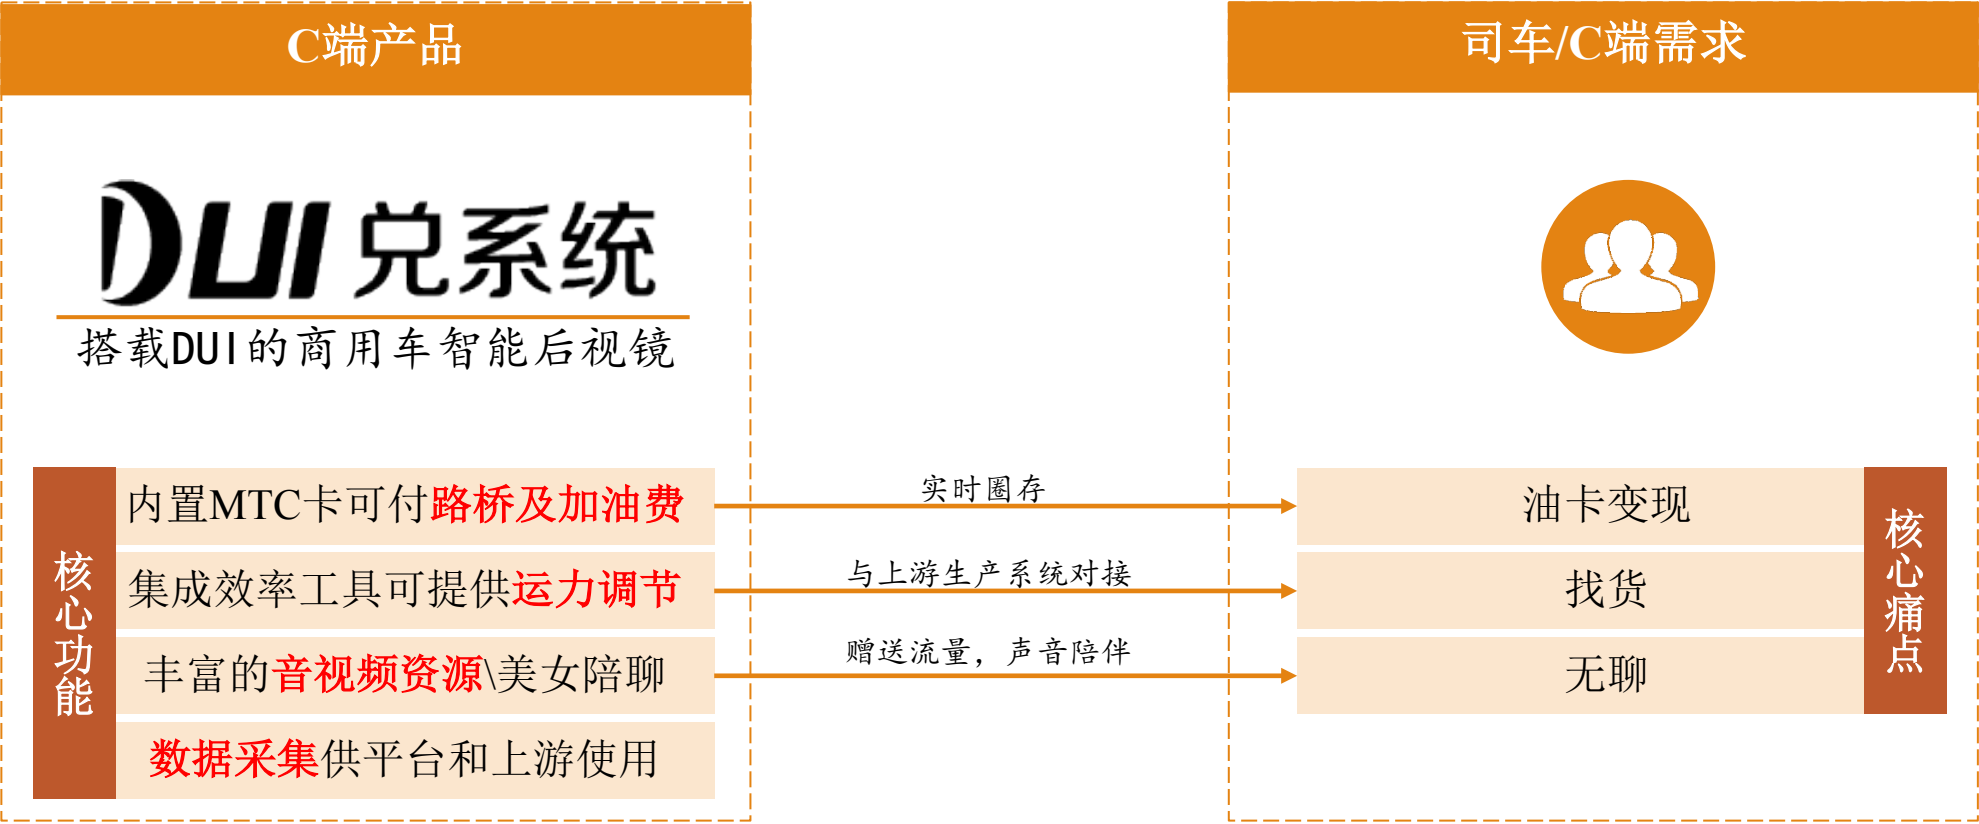 C端产品
DUI 兑系统
搭载DUI的商用车智能后视镜
核心功能
内置MTC卡可付路桥及加油费
集成效率工具可提供运力调节
丰富的音视频资源\美女陪聊
数据采集供平台和上游使用
实时圈存
与上游生产系统对接
赠送流量，声音陪伴
司车/C端需求
油卡变现
找货
无聊
核心痛点